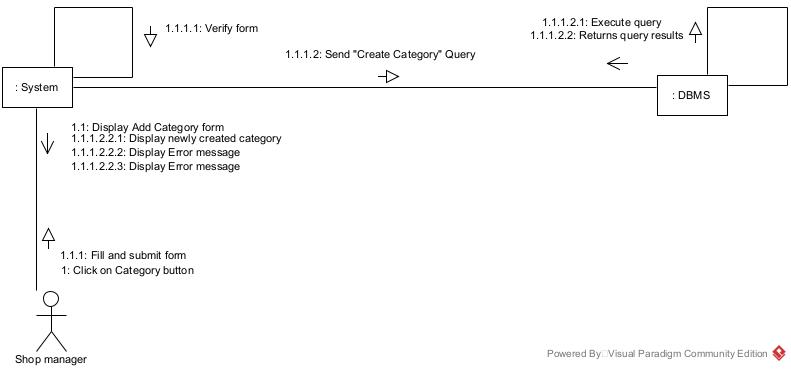 1.1.1.1: Verify form
1.1.1.2.1: Execute query
1.1.1.2.2: Returns query results
1.1.1.2: Send "Create Category" Query
: System
: DBMS
1.1: Display Add Category form
1.1.1.2.2.1: Display newly created category
1.1.1.2.2.2: Display Error message
1.1.1.2.2.3: Display Error message
1.1.1: Fill and submit form
1: Click on Category button
Shop manager
Powered By□Visual Paradigm Community Edition